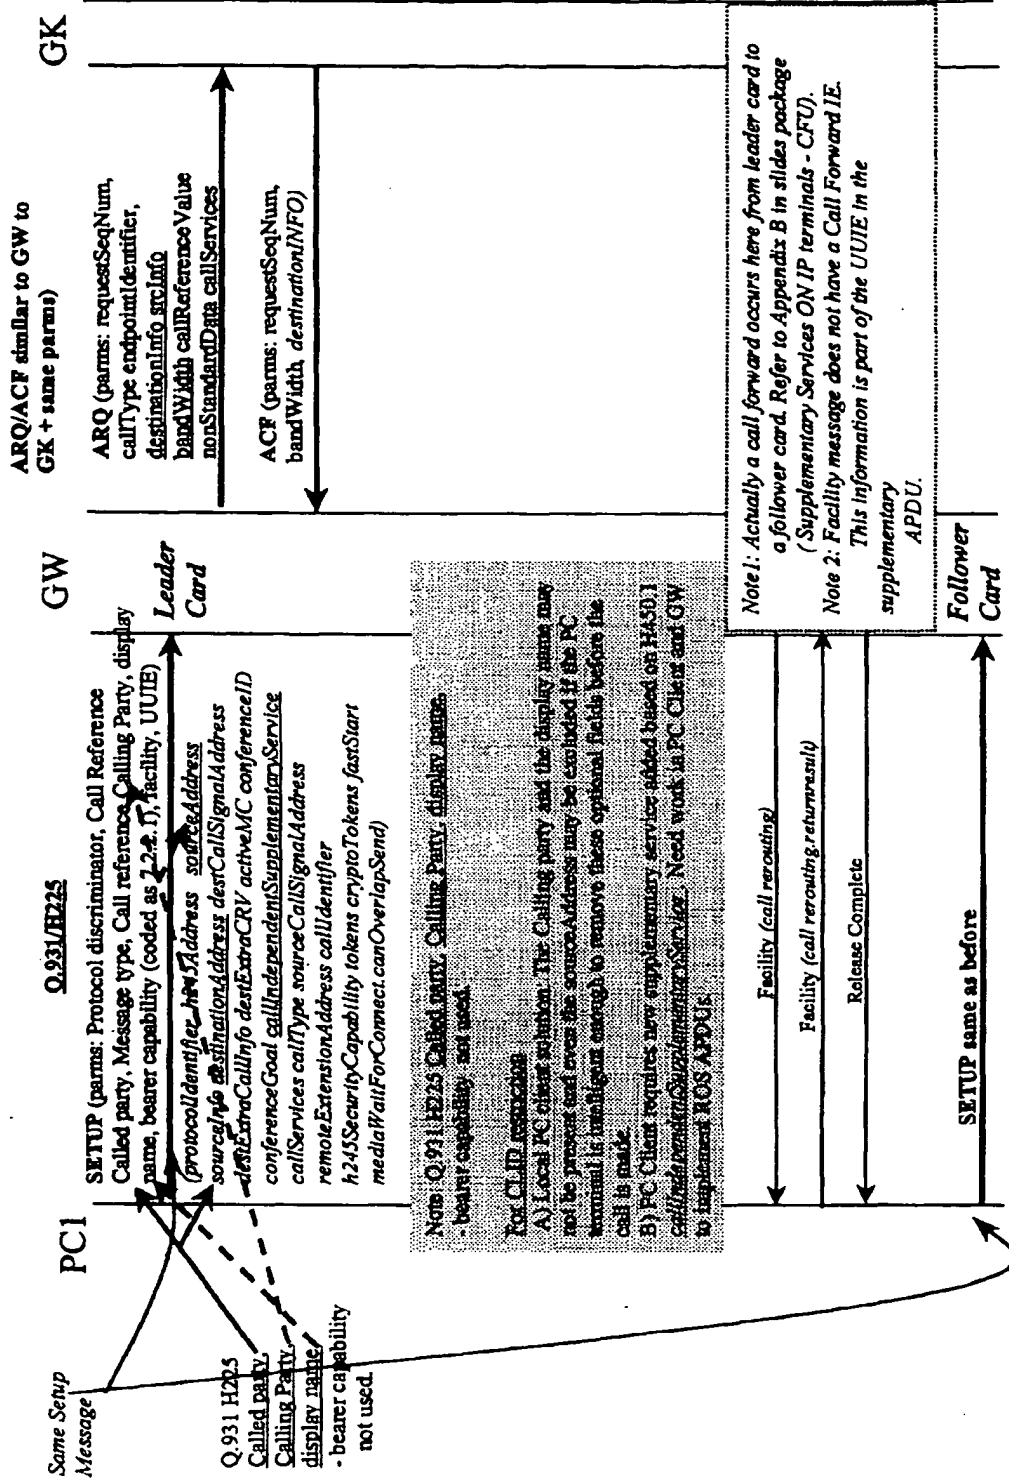 ARQ/ACF similar to GW to
GK + same parms)
PC1
Q.931/H225
GW
GK
Same Setup
Message
Q.931 H225
Called party,
Calling Party,
display name,
- bearer capability
not used.
SETUP (parms: Protocol discriminator, Call Reference
Called party, Message type, Call reference Calling Party, display
name, bearer capability (coded as 2.2.2.1), facility, UUIE)
(protocolIdentifier h245Address sourceAddress
sourceInfo destinationAddress destCallSignalAddress
destExtraCallInfo destExtraCRV activeMC conferenceID
conferenceGoal callIndependentSupplementaryService
callServices callType sourceCallSignalAddress
remoteExtensionAddress callIdentifier
h245SecurityCapability tokens cryptoTokens fastStart
mediaWaitForConnect canOverlapSend)
Leader
Card
ARQ (parms: requestSeqNum,
callType endpointIdentifier,
destinationInfo srcInfo
bandWidth callReferenceValue
nonStandardData callServices
ACF (parms: requestSeqNum,
bandWidth, destinationINFO)
Note: Q.931 H225 Called party, Calling Party, display name,
- bearer capability - not used.
For CLID restriction
A) Local PC client solution. The Calling party and the display name may
not be present and even the sourceAddress may be excluded if the PC
terminal is intelligent enough to remove these optional fields before the
call is made.
B) PC Client requires new supplementary service added based on H450.1
callIndependentSupplementaryService. Need work in PC Client and GW
to implement ROS APDUs.
Facility (call rerouting)
Facility (call rerouting.returnresult)
Release Complete
Note1: Actually a call forward occurs here from leader card to
a follower card. Refer to Appendix B in slides package
( Supplementary Services ON IP terminals - CFU).
Note 2: Facility message does not have a Call Forward IE.
This information is part of the UUIE in the
supplementary
APDU.
SETUP same as before
Follower
Card